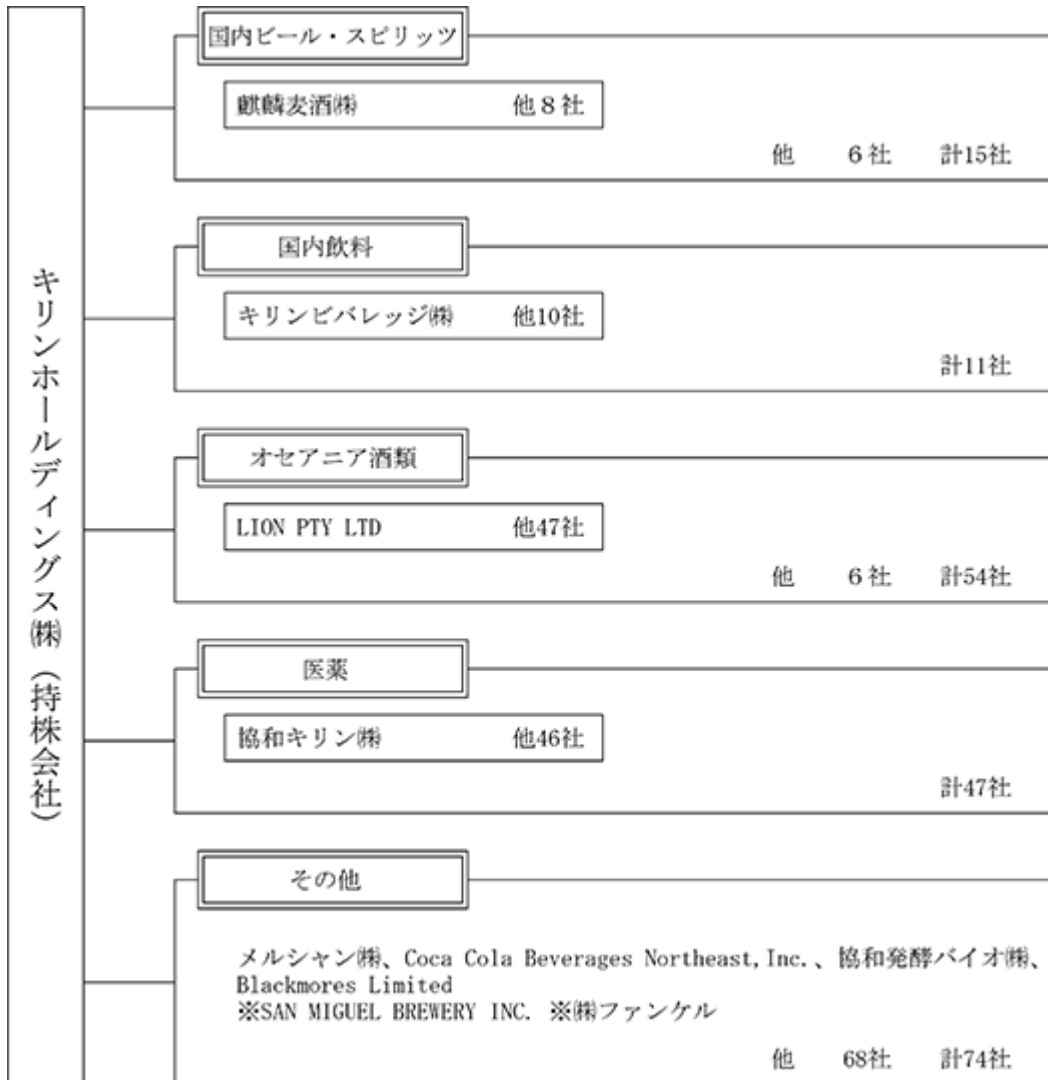 キリンホールディングス㈱（持株会社）
国内ビール・スピリッツ
麒麟麦酒㈱ 他８社
他 ６社 計15社
国内飲料
キリンビバレッジ㈱ 他10社
計11社
オセアニア酒類
LION PTY LTD 他47社
他 ６社 計54社
医薬
協和キリン㈱ 他46社
計47社
その他
メルシャン㈱、Coca Cola Beverages Northeast,Inc.、協和発酵バイオ㈱、
Blackmores Limited
※SAN MIGUEL BREWERY INC. ※㈱ファンケル
他 68社 計74社